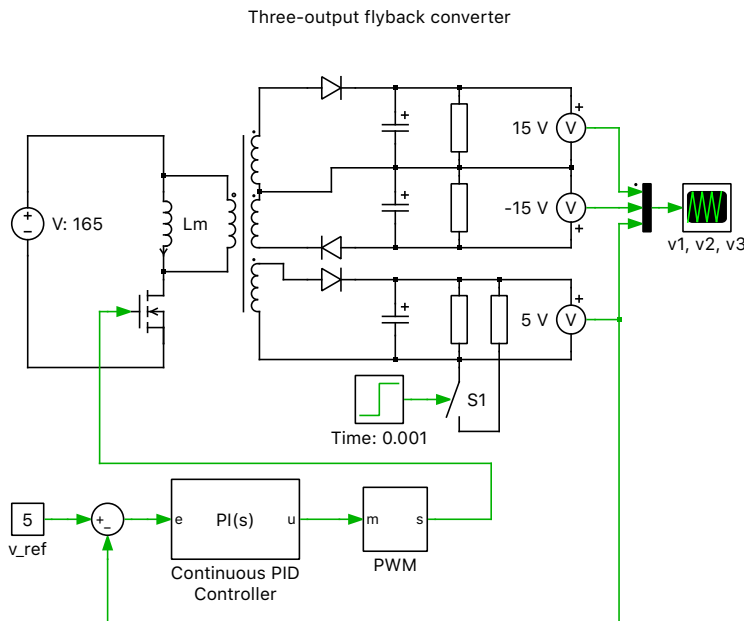 Three-output flyback converter
15 V
V
V: 165
Lm
-15 V
V
v1, v2, v3
5 V
V
S1
Time: 0.001
5
v_ref
+
-
e
PI(s)
u
Continuous PID
Controller
m
s
PWM